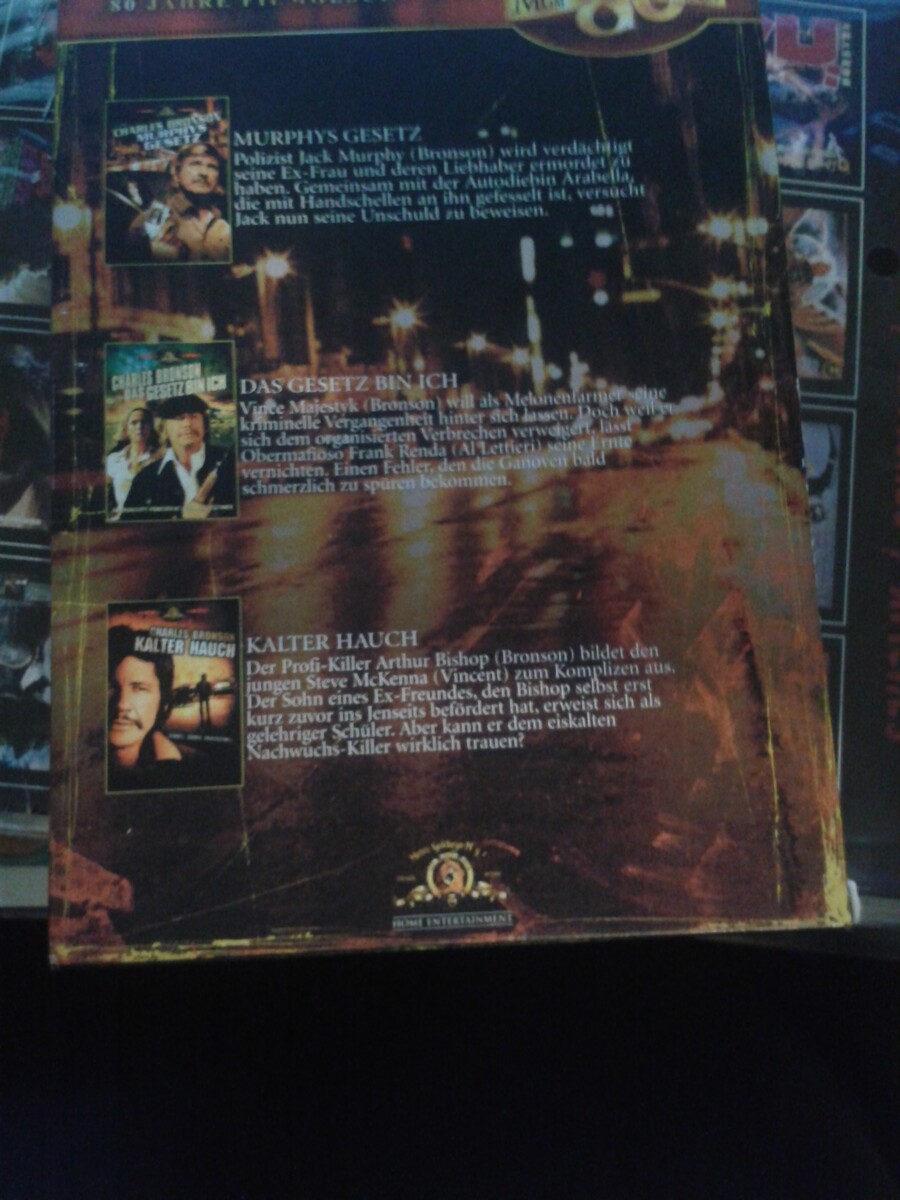 80 JAHRE
CHARLES BRONSON
MURPHYS
GESETZ
MURPHYS GESETZ
Polizist Jack Murphy (Bronson) wird verdächtigt
seine Ex-Frau und deren Liebhaber ermordet zu
haben. Gemeinsam mit der Autodiebin Arabella,
die mit Handschellen an ihn gefesselt ist, versucht
Jack nun seine Unschuld zu beweisen.
CHARLES BRONSON
DAS GESETZ BIN ICH
DAS GESETZ BIN ICH
Vince Majestyk (Bronson) will als Melonenfarmer seine
kriminelle Vergangenheit hinter sich lassen. Doch weil er
sich dem organisierten Verbrechen verweigert, lässt
Obermafioso Frank Renda (Al Lettieri) seine Ernte
vernichten. Einen Fehler, den die Ganoven bald
schmerzlich zu spüren bekommen.
CHARLES BRONSON
KALTER HAUCH
KALTER HAUCH
Der Profi-Killer Arthur Bishop (Bronson) bildet den
jungen Steve McKenna (Vincent) zum Komplizen aus.
Der Sohn eines Ex-Freundes, den Bishop selbst erst
kurz zuvor ins Jenseits befördert hat, erweist sich als
gelehriger Schüler. Aber kann er dem eiskalten
Nachwuchs-Killer wirklich trauen?
HOME ENTERTAINMENT